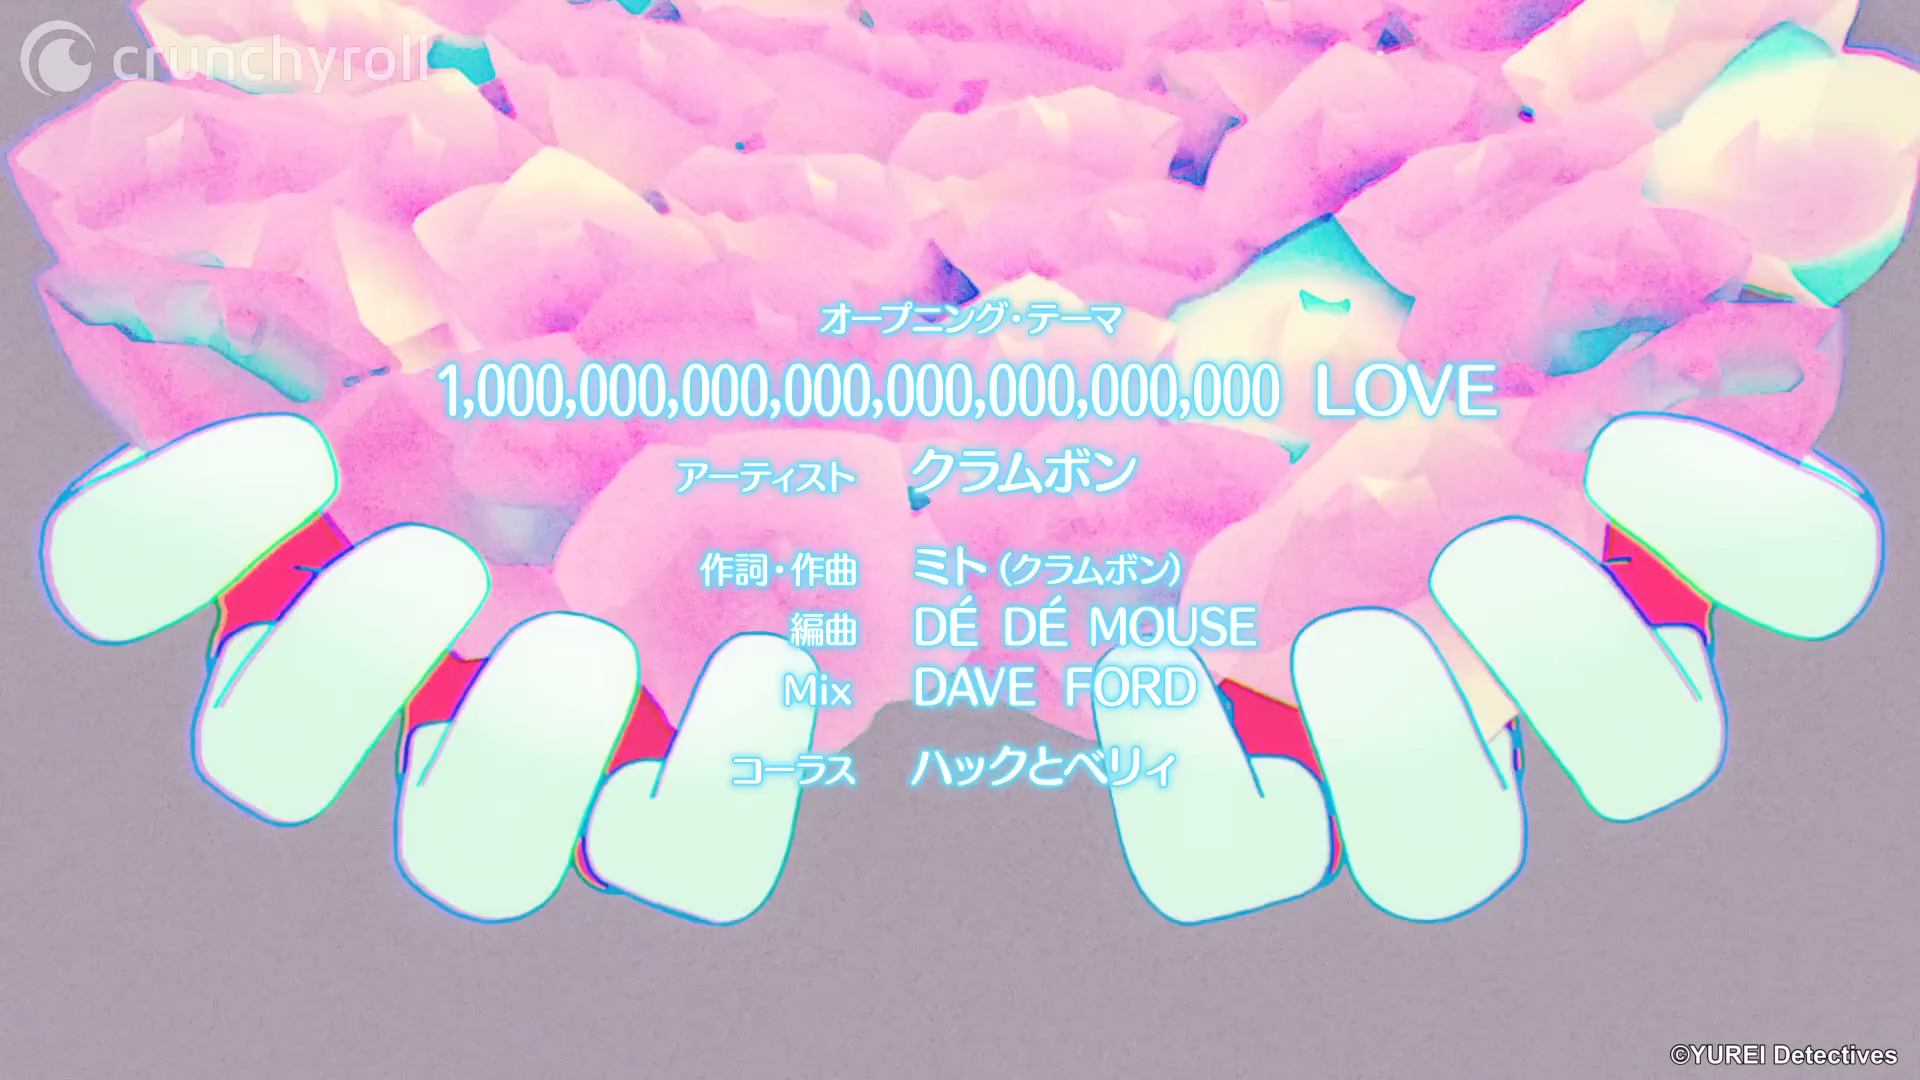 crunchyroll
オープニング・テーマ
1,000,000,000,000,000,000,000,000 LOVE
アーティスト クラムボン
作詞・作曲 ミト（クラムボン）
編曲 DÉ DÉ MOUSE
Mix DAVE FORD
コーラス ハックとベリィ
©YUREI Detectives